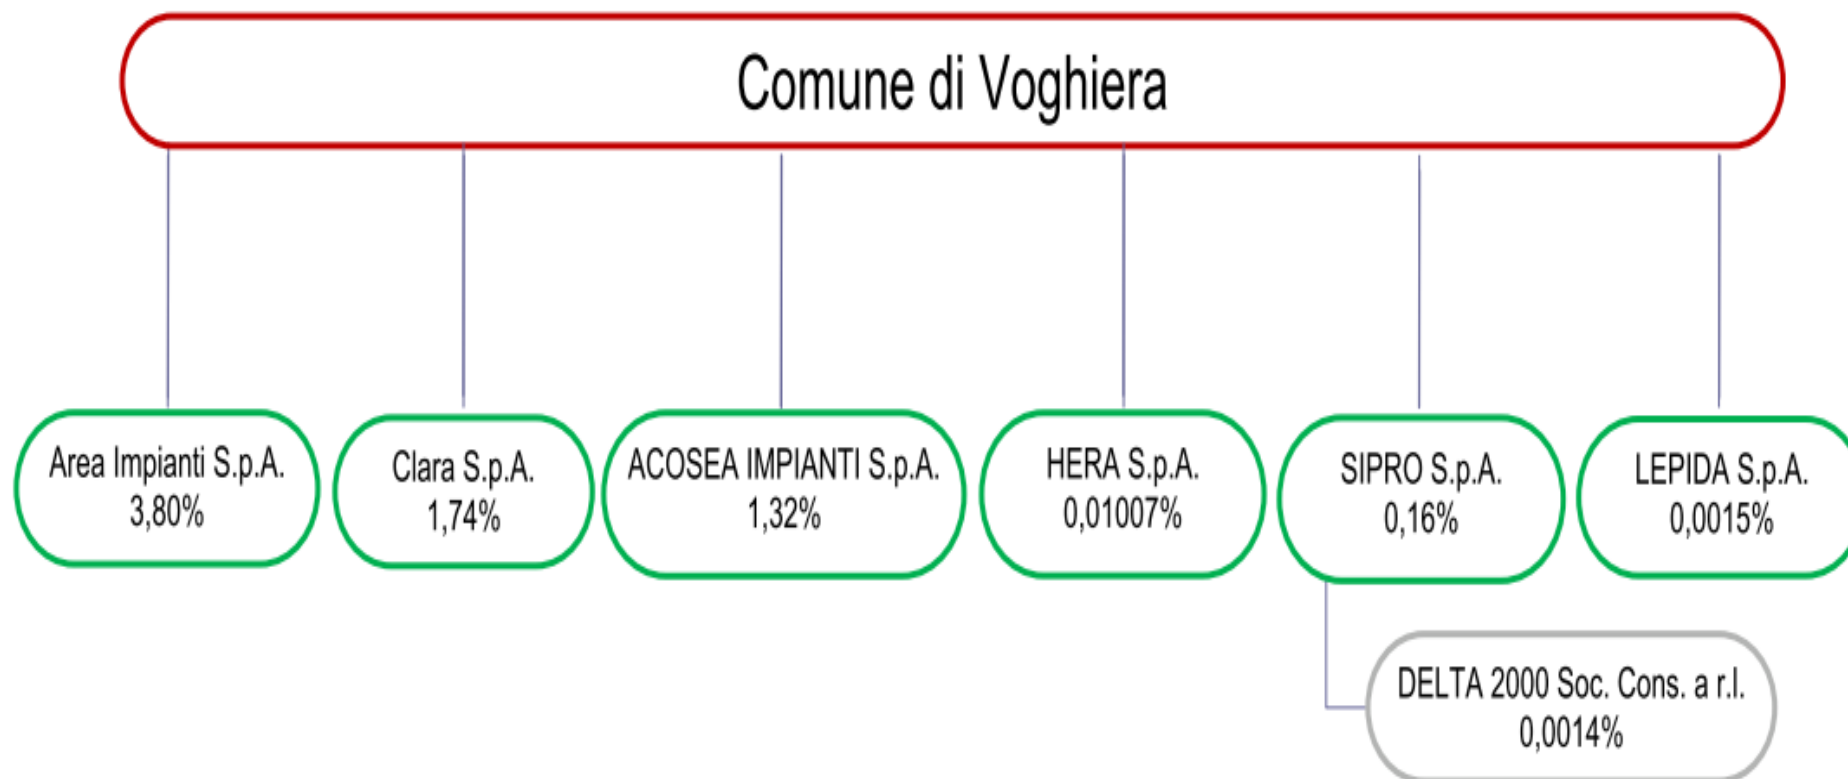 Comune di Voghiera
Area Impianti S.p.A.
3,80%
Clara S.p.A.
1,74%
ACOSEA IMPIANTI S.p.A.
1,32%
HERA S.p.A.
0,01007%
SIPRO S.p.A.
0,16%
LEPIDA S.p.A.
0,0015%
DELTA 2000 Soc. Cons. a r.l.
0,0014%